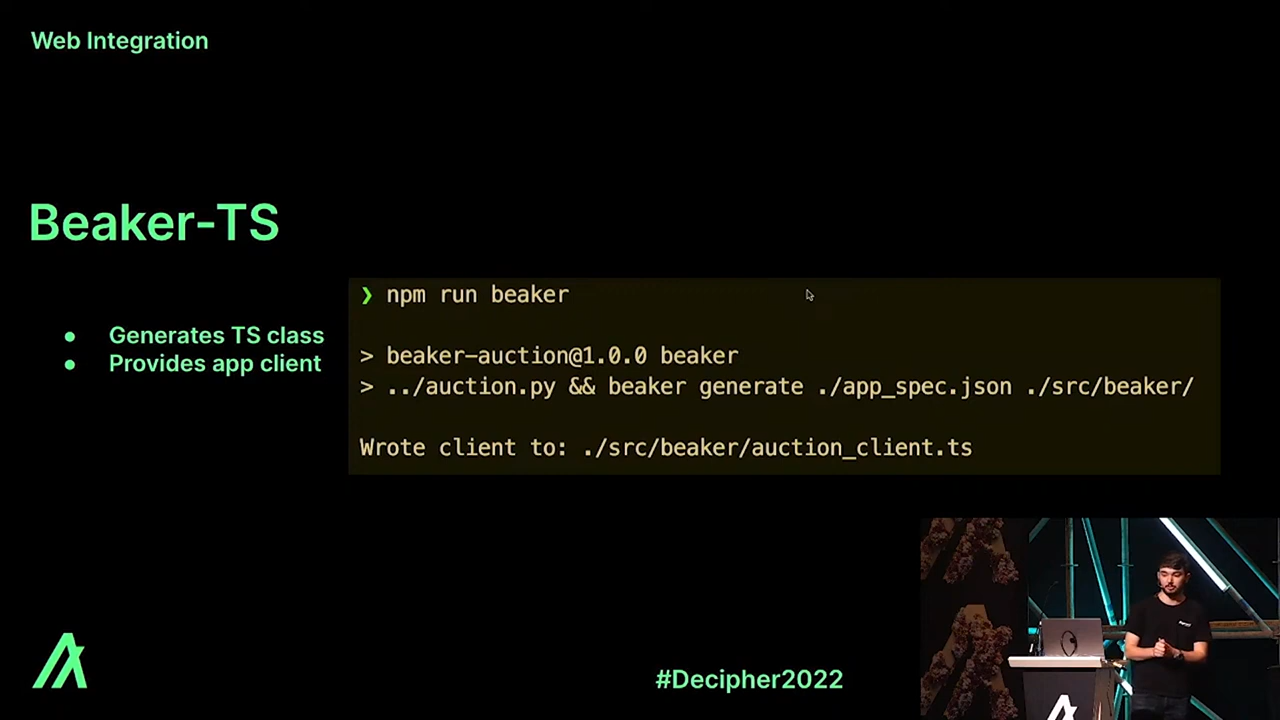 Web Integration
Beaker-TS
● Generates TS class
● Provides app client
❯ npm run beaker
> beaker-auction@1.0.0 beaker
> ../auction.py && beaker generate ./app_spec.json ./src/beaker/
Wrote client to: ./src/beaker/auction_client.ts
#Decipher2022